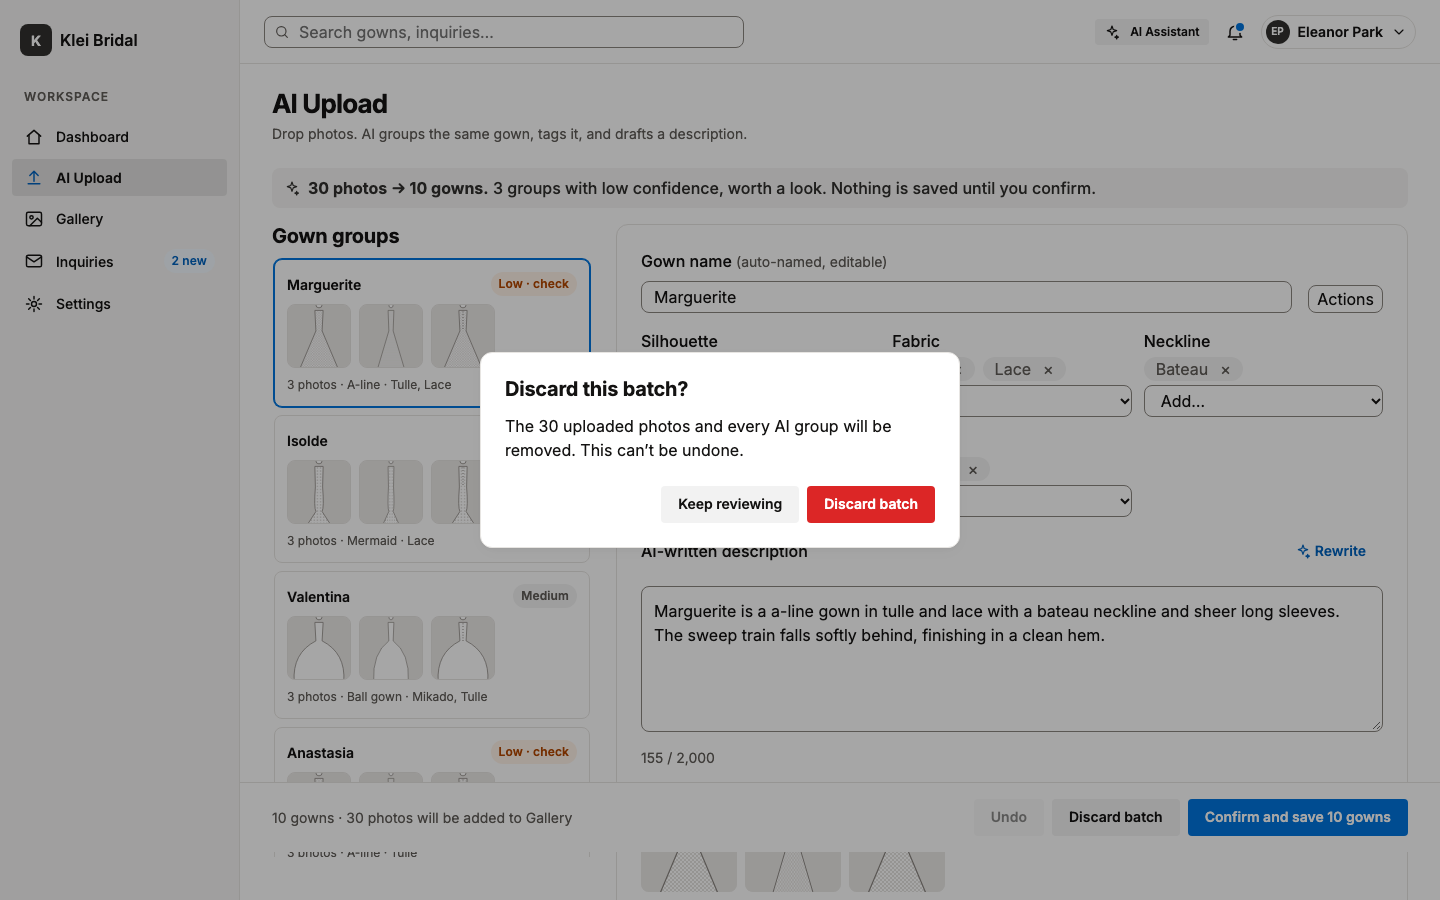 K Klei Bridal
Search gowns, inquiries...
AI Assistant
EP Eleanor Park
WORKSPACE
Dashboard
AI Upload
Gallery
Inquiries 2 new
Settings
AI Upload
Drop photos. AI groups the same gown, tags it, and drafts a description.
30 photos → 10 gowns. 3 groups with low confidence, worth a look. Nothing is saved until you confirm.
Gown groups
Marguerite Low · check
3 photos · A-line · Tulle, Lace
Isolde
3 photos · Mermaid · Lace
Valentina Medium
3 photos · Ball gown · Mikado, Tulle
Anastasia Low · check
3 photos · A-line · Tulle
Gown name (auto-named, editable)
Marguerite Actions
Silhouette Fabric Neckline
Lace × Bateau ×
Add...
×
AI-written description Rewrite
Marguerite is a a-line gown in tulle and lace with a bateau neckline and sheer long sleeves.
The sweep train falls softly behind, finishing in a clean hem.
155 / 2,000
Discard this batch?
The 30 uploaded photos and every AI group will be
removed. This can’t be undone.
Keep reviewing Discard batch
10 gowns · 30 photos will be added to Gallery
Undo Discard batch Confirm and save 10 gowns